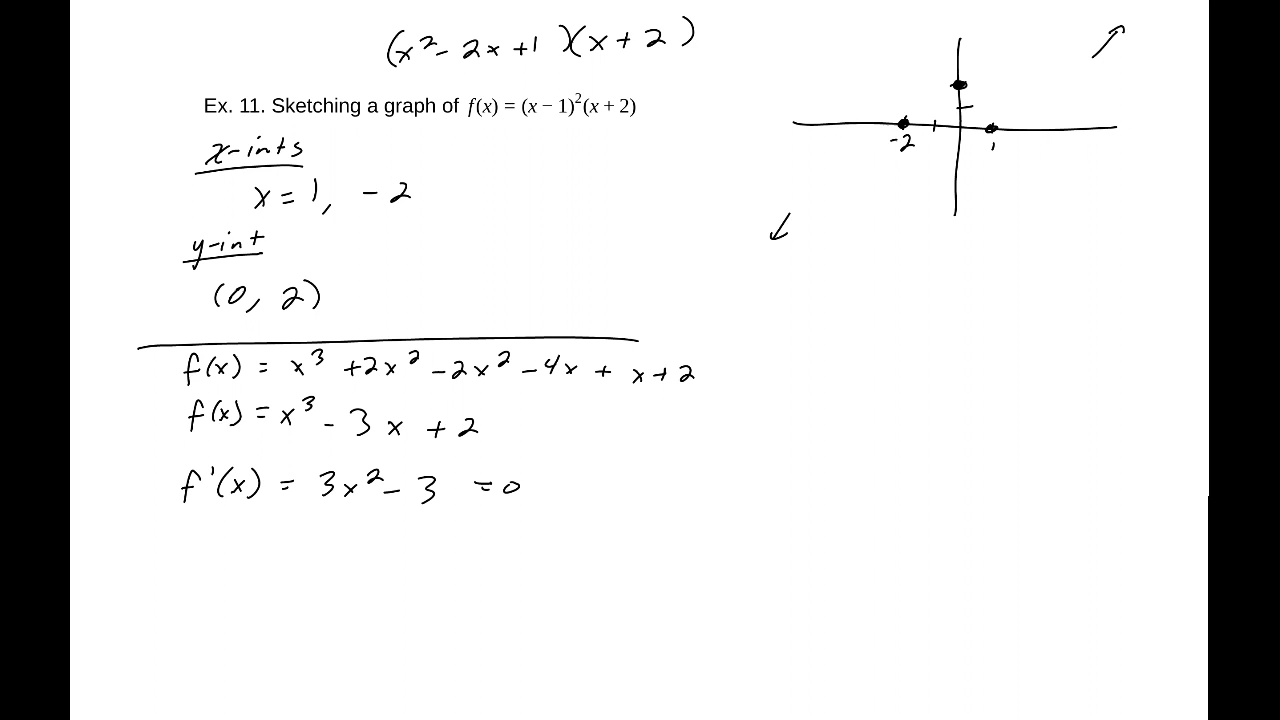 (x² - 2x + 1)(x + 2)
Ex. 11. Sketching a graph of f(x) = (x − 1)²(x + 2)
x-ints
x = 1, -2
y-int
(0, 2)
f(x) = x³ + 2x² - 2x² - 4x + x + 2
f(x) = x³ - 3x + 2
f'(x) = 3x² - 3 = 0
-2 1